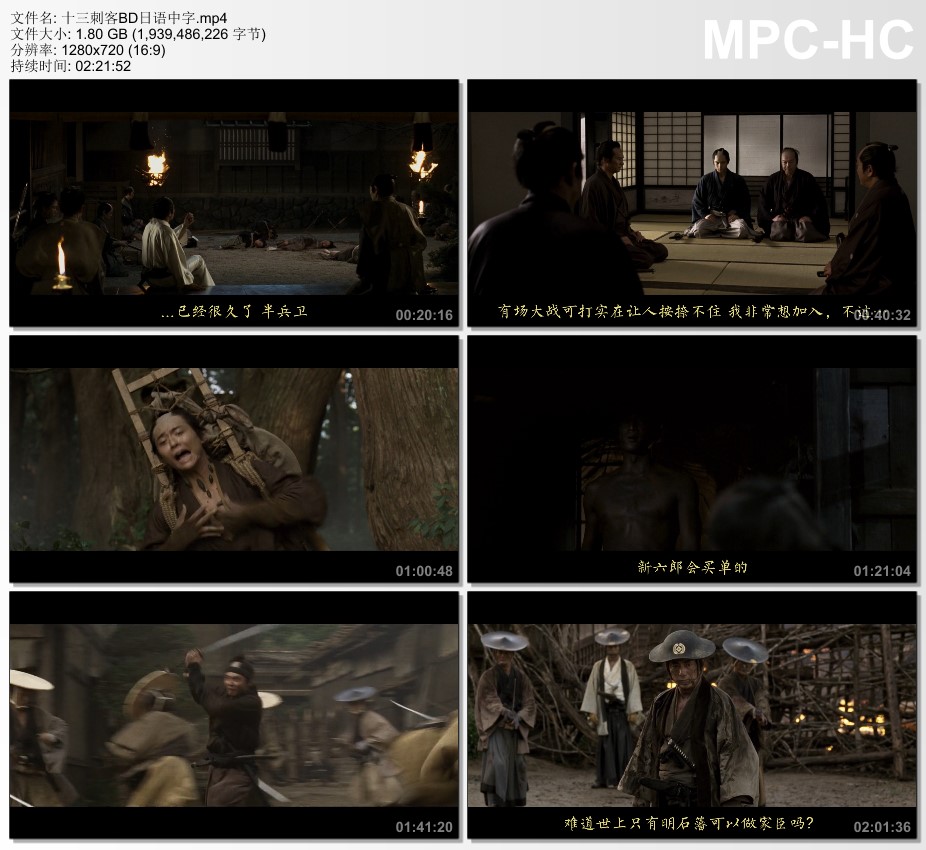 文件名: 十三刺客BD日语中字.mp4
MPC-HC
文件大小: 1.80 GB (1,939,486,226 字节)
分辨率: 1280x720 (16:9)
持续时间: 02:21:52
...已经很久了 半兵卫
00:20:16
有场大战可打实在让人按捺不住 我非常想加入，不过
00:40:32
01:00:48
新六郎会买单的
01:21:04
01:41:20
难道世上只有明石藩可以做家臣吗?
02:01:36